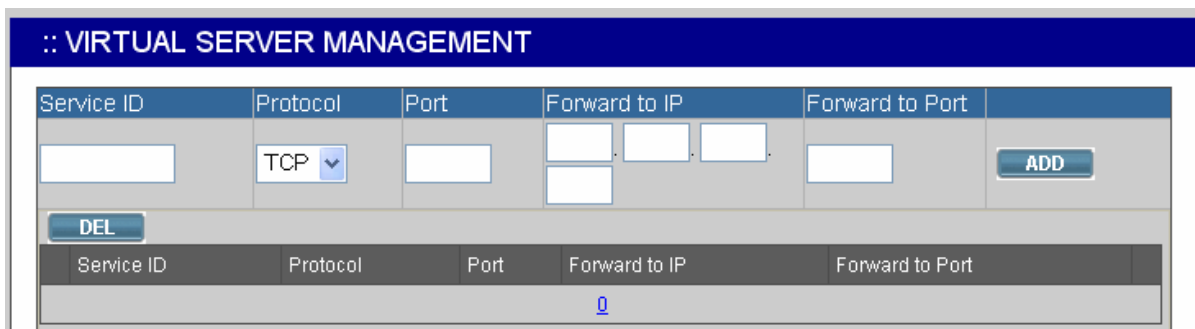 :: VIRTUAL SERVER MANAGEMENT
Service ID Protocol Port Forward to IP Forward to Port
TCP . . . ADD
DEL
Service ID Protocol Port Forward to IP Forward to Port
0